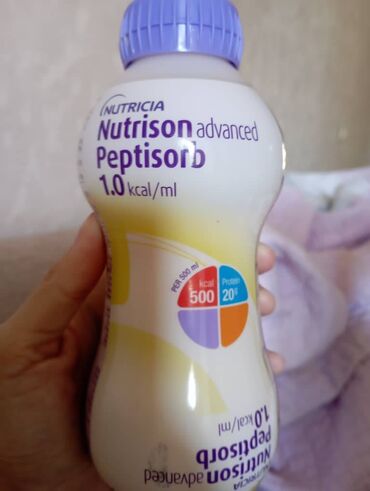 NUTRICIA
Nutrison advanced
Peptisorb
1.0 kcal/ml
PER 500 ml
kcal
500
Protein
20g
NUTRICIA
Nutrison advanced
Peptisorb
1.0 kcal/ml